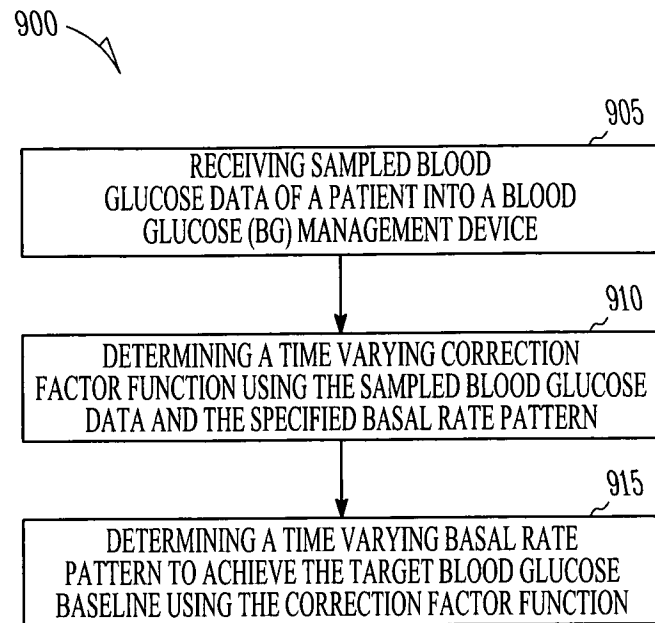 900
905
RECEIVING SAMPLED BLOOD
GLUCOSE DATA OF A PATIENT INTO A BLOOD
GLUCOSE (BG) MANAGEMENT DEVICE
910
DETERMINING A TIME VARYING CORRECTION
FACTOR FUNCTION USING THE SAMPLED BLOOD GLUCOSE
DATA AND THE SPECIFIED BASAL RATE PATTERN
915
DETERMINING A TIME VARYING BASAL RATE
PATTERN TO ACHIEVE THE TARGET BLOOD GLUCOSE
BASELINE USING THE CORRECTION FACTOR FUNCTION